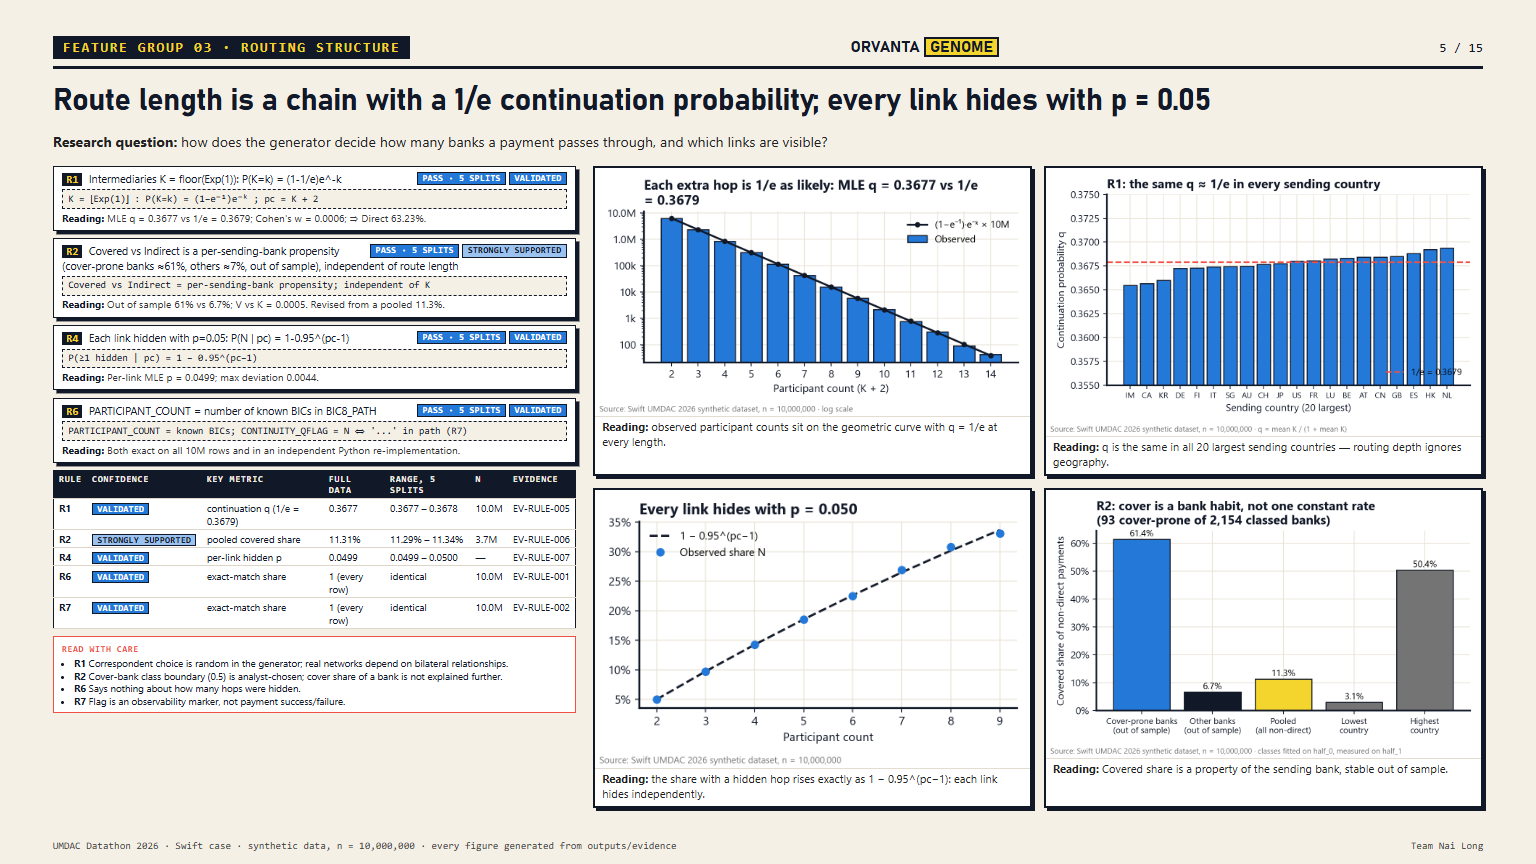 FEATURE GROUP 03 · ROUTING STRUCTURE
ORVANTA GENOME
5 / 15
Route length is a chain with a 1/e continuation probability; every link hides with p = 0.05
Research question: how does the generator decide how many banks a payment passes through, and which links are visible?
R1 Intermediaries K = floor(Exp(1)): P(K=k) = (1-1/e)e^-k PASS · 5 SPLITS VALIDATED
K = ⌊Exp(1)⌋ : P(K=k) = (1−e⁻¹)e⁻ᵏ ; pc = K + 2
Reading: MLE q = 0.3677 vs 1/e = 0.3679; Cohen's w = 0.0006; ⇒ Direct 63.23%.
R2 Covered vs Indirect is a per-sending-bank propensity PASS · 5 SPLITS STRONGLY SUPPORTED
(cover-prone banks ≈61%, others ≈7%, out of sample), independent of route length
Covered vs Indirect = per-sending-bank propensity; independent of K
Reading: Out of sample 61% vs 6.7%; V vs K = 0.0005. Revised from a pooled 11.3%.
R4 Each link hidden with p=0.05: P(N | pc) = 1-0.95^(pc-1) PASS · 5 SPLITS VALIDATED
P(≥1 hidden | pc) = 1 − 0.95^(pc−1)
Reading: Per-link MLE p = 0.0499; max deviation 0.0044.
R6 PARTICIPANT_COUNT = number of known BICs in BIC8_PATH PASS · 5 SPLITS VALIDATED
PARTICIPANT_COUNT = known BICs; CONTINUITY_QFLAG = N ⇔ '...' in path (R7)
Reading: Both exact on all 10M rows and in an independent Python re-implementation.
RULE CONFIDENCE KEY METRIC FULL DATA RANGE, 5 SPLITS N EVIDENCE
R1 VALIDATED continuation q (1/e = 0.3679) 0.3677 0.3677 – 0.3678 10.0M EV-RULE-005
R2 STRONGLY SUPPORTED pooled covered share 11.31% 11.29% – 11.34% 3.7M EV-RULE-006
R4 VALIDATED per-link hidden p 0.0499 0.0499 – 0.0500 — EV-RULE-007
R6 VALIDATED exact-match share 1 (every row) identical 10.0M EV-RULE-001
R7 VALIDATED exact-match share 1 (every row) identical 10.0M EV-RULE-002
READ WITH CARE
• R1 Correspondent choice is random in the generator; real networks depend on bilateral relationships.
• R2 Cover-bank class boundary (0.5) is analyst-chosen; cover share of a bank is not explained further.
• R6 Says nothing about how many hops were hidden.
• R7 Flag is an observability marker, not payment success/failure.
Each extra hop is 1/e as likely: MLE q = 0.3677 vs 1/e
= 0.3679
10.0M
1.0M
100k
10k
1k
100
(1−e⁻¹)·e⁻ᵏ × 10M
Observed
2 3 4 5 6 7 8 9 10 11 12 13 14
Participant count (K + 2)
Source: Swift UMDAC 2026 synthetic dataset, n = 10,000,000 · log scale
Reading: observed participant counts sit on the geometric curve with q = 1/e at
every length.
R1: the same q ≈ 1/e in every sending country
Continuation probability q
0.3750
0.3725
0.3700
0.3675
0.3650
0.3625
0.3600
0.3575
0.3550
1/e = 0.3679
IM CA KR DE FI IT SG AU CH JP US FR LU BE AT CN GB ES HK NL
Sending country (20 largest)
Source: Swift UMDAC 2026 synthetic dataset, n = 10,000,000 · q = mean K / (1 + mean K)
Reading: q is the same in all 20 largest sending countries — routing depth ignores
geography.
Every link hides with p = 0.050
35%
30%
25%
20%
15%
10%
5%
1 − 0.95^(pc−1)
Observed share N
2 3 4 5 6 7 8 9
Participant count
Source: Swift UMDAC 2026 synthetic dataset, n = 10,000,000
Reading: the share with a hidden hop rises exactly as 1 − 0.95^(pc−1): each link
hides independently.
R2: cover is a bank habit, not one constant rate
(93 cover-prone of 2,154 classed banks)
Covered share of non-direct payments
60%
50%
40%
30%
20%
10%
0%
61.4%
6.7%
11.3%
3.1%
50.4%
Cover-prone banks (out of sample)
Other banks (out of sample)
Pooled (all non-direct)
Lowest country
Highest country
Source: Swift UMDAC 2026 synthetic dataset, n = 10,000,000 · classes fitted on half_0, measured on half_1
Reading: Covered share is a property of the sending bank, stable out of sample.
UMDAC Datathon 2026 · Swift case · synthetic data, n = 10,000,000 · every figure generated from outputs/evidence
Team Nai Long